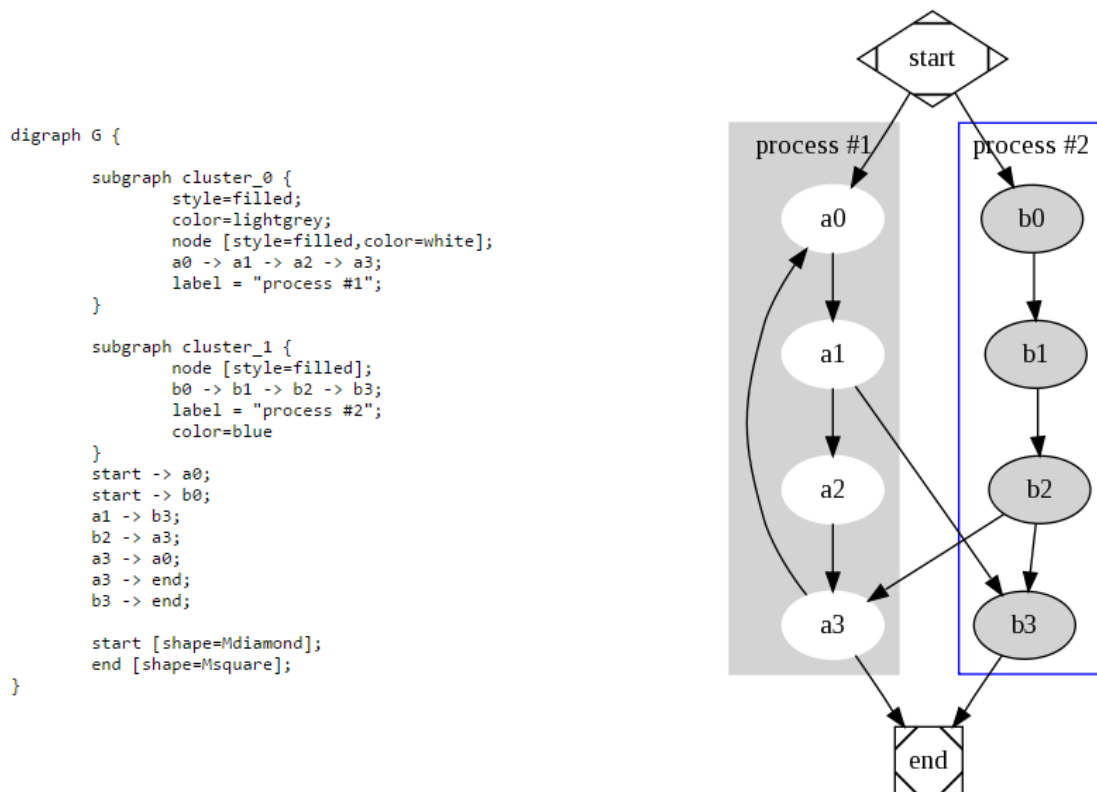 digraph G {
subgraph cluster_0 {
style=filled;
color=lightgrey;
node [style=filled,color=white];
a0 -> a1 -> a2 -> a3;
label = "process #1";
}
subgraph cluster_1 {
node [style=filled];
b0 -> b1 -> b2 -> b3;
label = "process #2";
color=blue
}
start -> a0;
start -> b0;
a1 -> b3;
b2 -> a3;
a3 -> a0;
a3 -> end;
b3 -> end;
start [shape=Mdiamond];
end [shape=Msquare];
}
start
process #1
process #2
a0
b0
a1
b1
a2
b2
a3
b3
end